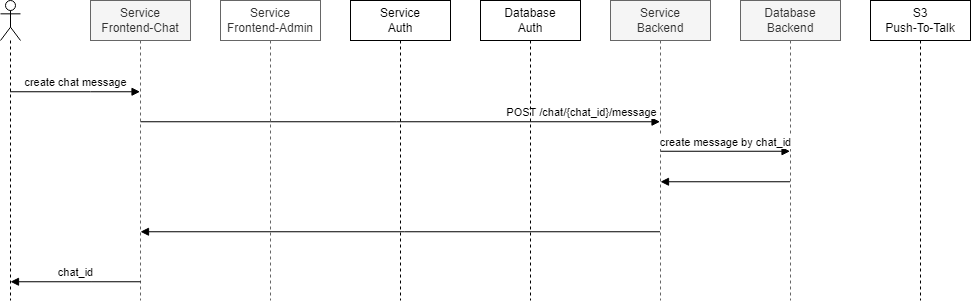 Service
Frontend-Chat
Service
Frontend-Admin
Service
Auth
Database
Auth
Service
Backend
Database
Backend
S3
Push-To-Talk
create chat message
POST /chat/{chat_id}/message
create message by chat_id
chat_id